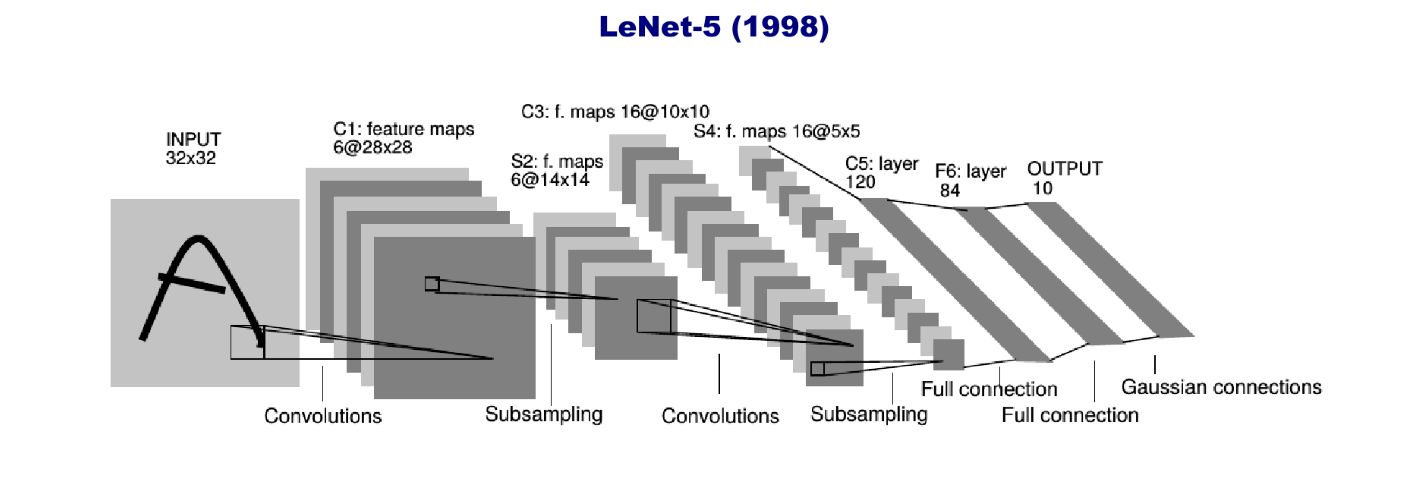 LeNet-5 (1998)
INPUT
32x32
C1: feature maps
6@28x28
S2: f. maps
6@14x14
C3: f. maps 16@10x10
S4: f. maps 16@5x5
C5: layer
120
F6: layer
84
OUTPUT
10
A
Convolutions
Subsampling
Convolutions
Subsampling
Full connection
Full connection
Gaussian connections